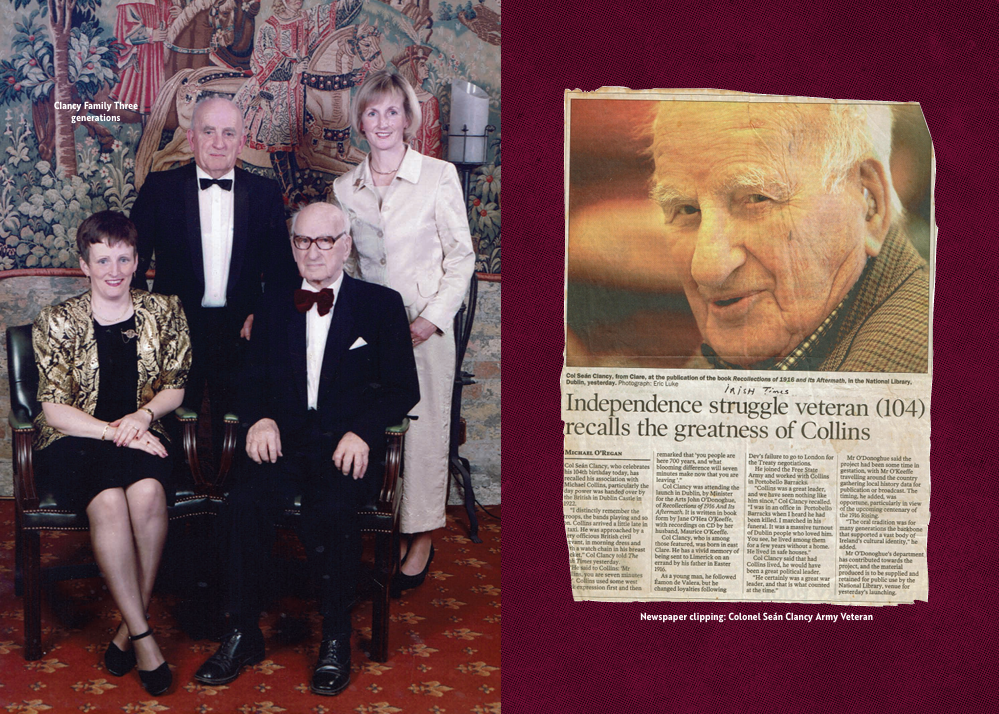 Clancy Family Three
generations
Col Seán Clancy, from Clare, at the publication of the book Recollections of 1916 and Its Aftermath, in the National Library,
Dublin, yesterday. Photograph: Eric Luke
IRISH Times
Independence struggle veteran (104)
recalls the greatness of Collins
MICHAEL O'REGAN
Col Seán Clancy, who celebrates
his 104th birthday today, has
recalled his association with
Michael Collins, particularly the
day power was handed over by
the British in Dublin Castle in
1922.
"I distinctly remember the
troops, the bands playing and so
on. Collins arrived a little late in
taxi. He was approached by a
very officious British civil
servant, in morning dress and
with a watch chain in his breast
Col Clancy told The
Times yesterday.
He said to Collins: 'Mr
you are seven minutes
Collins used some
expression first and then
remarked that 'you people are
here 700 years, and what
blooming difference will seven
minutes make now that you are
leaving'."
Col Clancy was attending the
launch in Dublin, by Minister
for the Arts John O'Donoghue,
of Recollections of 1916 And Its
Aftermath. It is written in book
form by Jane O'Hea O'Keeffe,
with recordings on CD by her
husband, Maurice O'Keeffe.
Col Clancy, who is among
those featured, was born in east
Clare. He has a vivid memory of
being sent to Limerick on an
errand by his father in Easter
1916.
As a young man, he followed
Éamon de Valera, but he
changed loyalties following
Dev's failure to go to London for
the Treaty negotiations.
He joined the Free State
Army and worked with Collins
in Portobello Barracks.
"Collins was a great leader,
and we have seen nothing like
him since," Col Clancy recalled.
"I was in an office in Portobello
Barracks when I heard he had
been killed. I marched in his
funeral. It was a massive turnout
of Dublin people who loved him.
You see, he lived among them
for a few years without a home.
He lived in safe houses."
Col Clancy said that had
Collins lived, he would have
been a great political leader.
"He certainly was a great war
leader, and that is what counted
at the time."
Mr O'Donoghue said the
project had been some time in
gestation, with Mr O'Keeffe
travelling around the country
gathering local history data for
publication or broadcast. The
timing, he added, was
opportune, particularly in view
of the upcoming centenary of
the 1916 Rising.
"The oral tradition was for
many generations the backbone
that supported a vast body of
Ireland's cultural identity," he
added.
Mr O'Donoghue's department
has contributed towards the
project, and the material
produced is to be supplied and
retained for public use by the
National Library, venue for
yesterday's launching.
Newspaper clipping: Colonel Seán Clancy Army Veteran